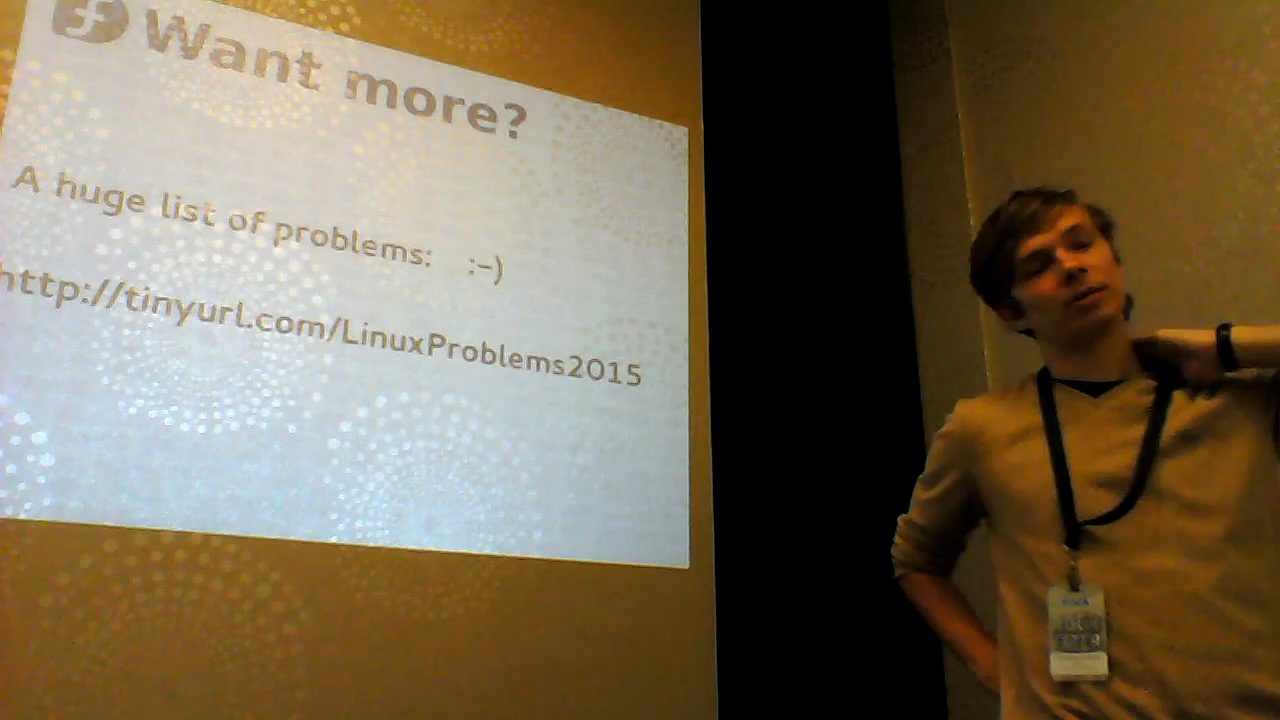 Want more?
A huge list of problems: :-)
http://tinyurl.com/LinuxProblems2015